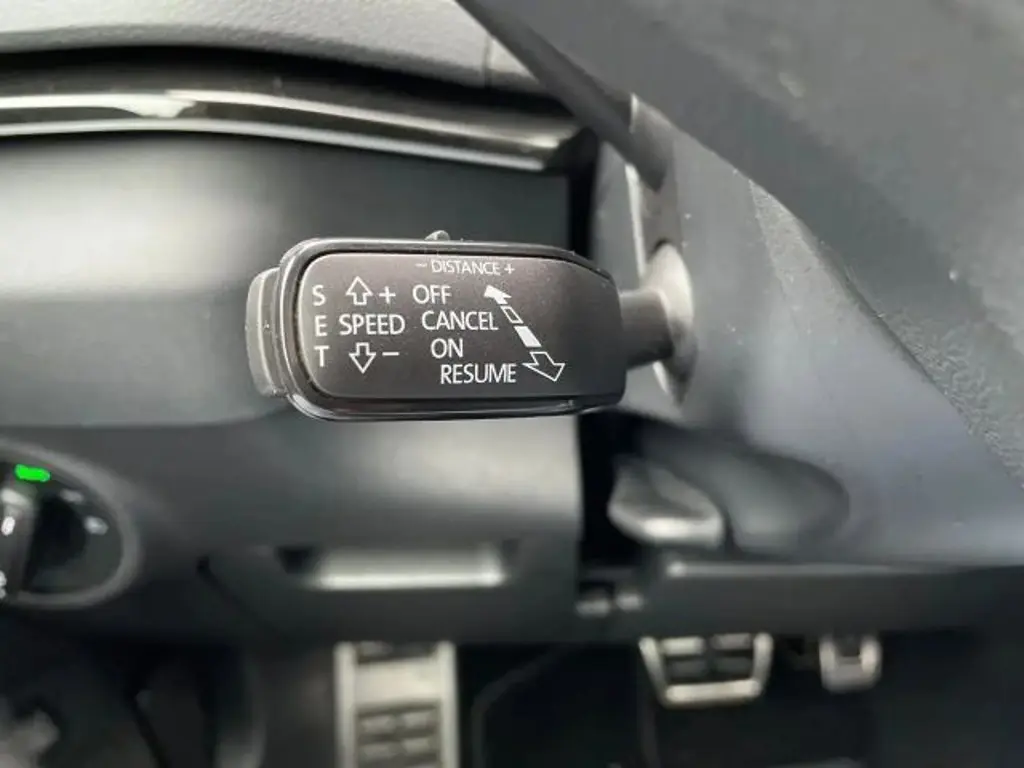 − DISTANCE +
S + OFF
E SPEED CANCEL
T − ON
RESUME